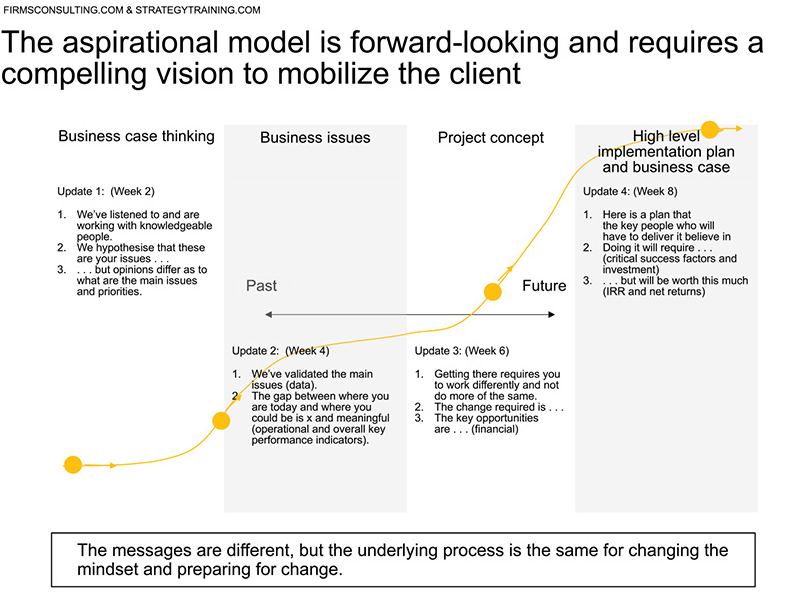 FIRMSCONSULTING.COM & STRATEGYTRAINING.COM
The aspirational model is forward-looking and requires a
compelling vision to mobilize the client
Business case thinking
Update 1:  (Week 2)
1. We've listened to and are
working with knowledgeable
people.
2. We hypothesise that these
are your issues . . .
3. . . . but opinions differ as to
what are the main issues
and priorities.
Business issues
Past
Update 2:  (Week 4)
1. We've validated the main
issues (data).
2. The gap between where you
are today and where you
could be is x and meaningful
(operational and overall key
performance indicators).
Project concept
Future
Update 3: (Week 6)
1. Getting there requires you
to work differently and not
do more of the same.
2. The change required is . . .
3. The key opportunities
are . . . (financial)
High level
implementation plan
and business case
Update 4: (Week 8)
1. Here is a plan that
the key people who will
have to deliver it believe in
2. Doing it will require . . .
(critical success factors and
investment)
3. . . . but will be worth this much
(IRR and net returns)
The messages are different, but the underlying process is the same for changing the
mindset and preparing for change.